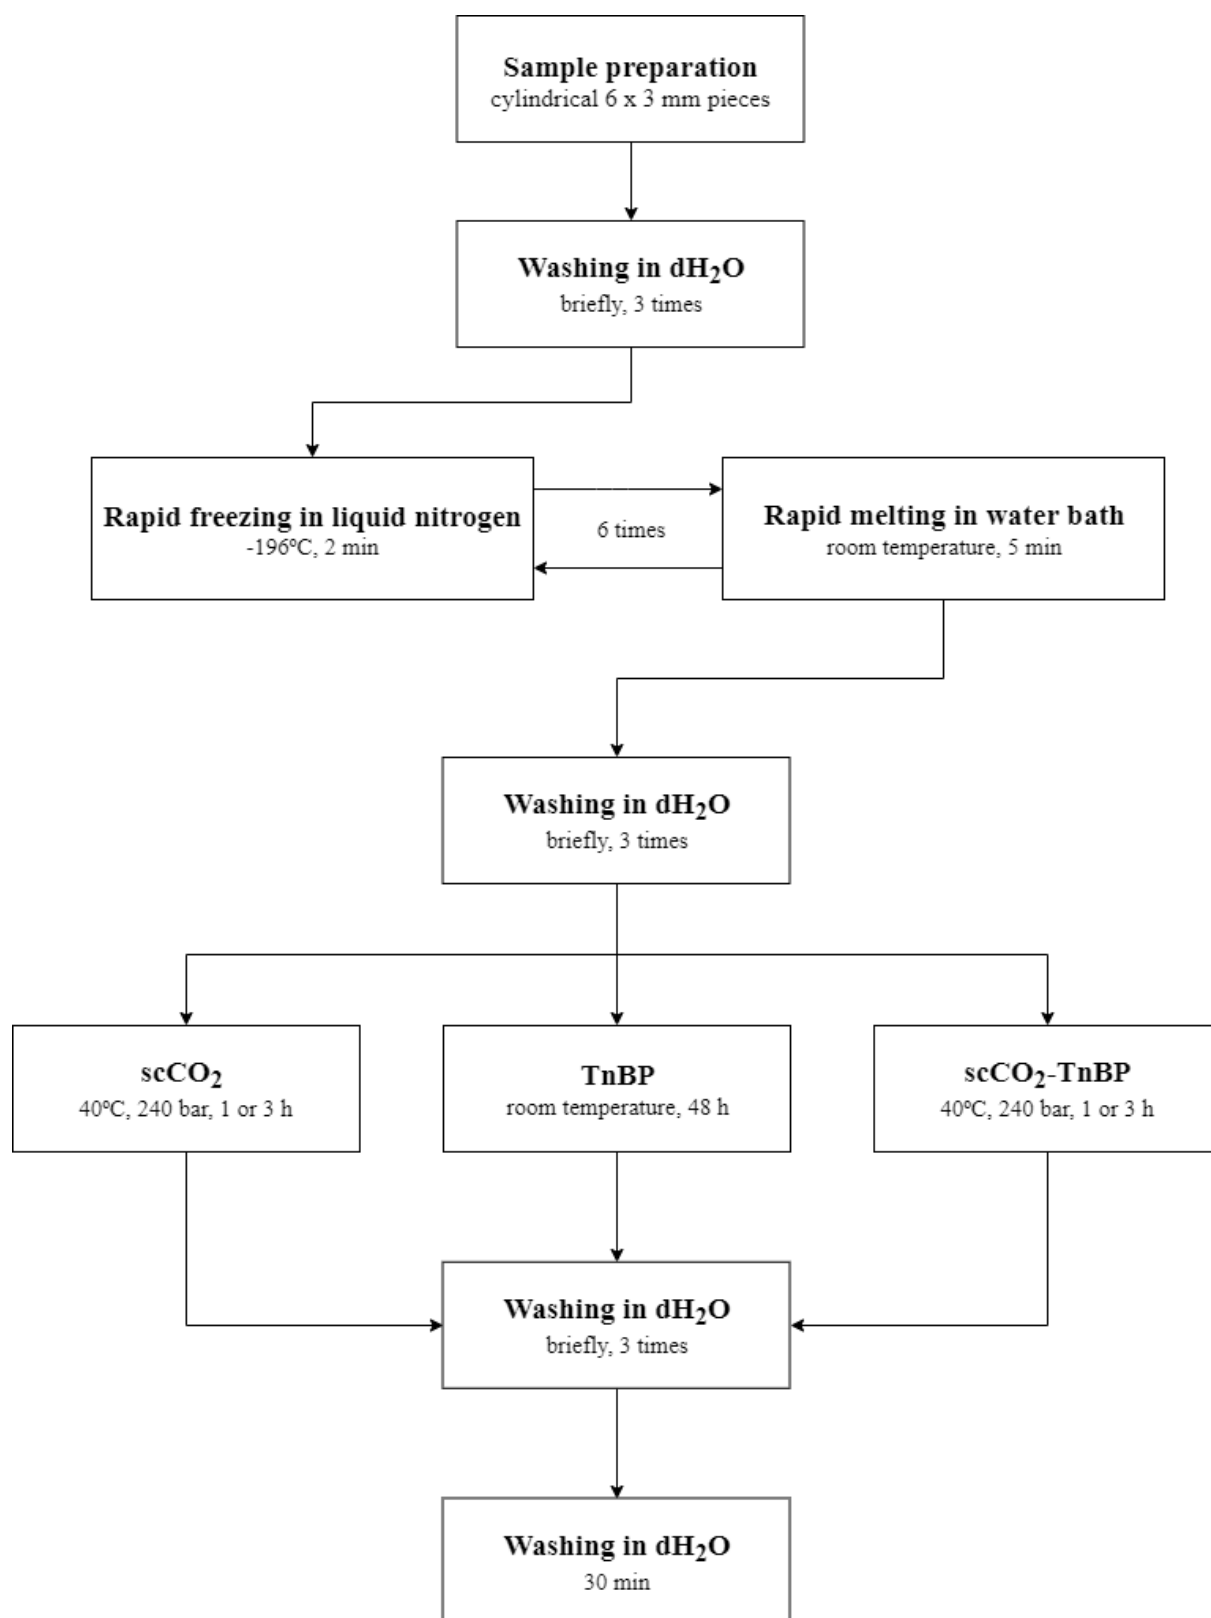 Sample preparation
cylindrical 6 x 3 mm pieces
Washing in dH₂O
briefly, 3 times
Rapid freezing in liquid nitrogen
-196ºC, 2 min
6 times
Rapid melting in water bath
room temperature, 5 min
Washing in dH₂O
briefly, 3 times
scCO₂
40ºC, 240 bar, 1 or 3 h
TnBP
room temperature, 48 h
scCO₂-TnBP
40ºC, 240 bar, 1 or 3 h
Washing in dH₂O
briefly, 3 times
Washing in dH₂O
30 min